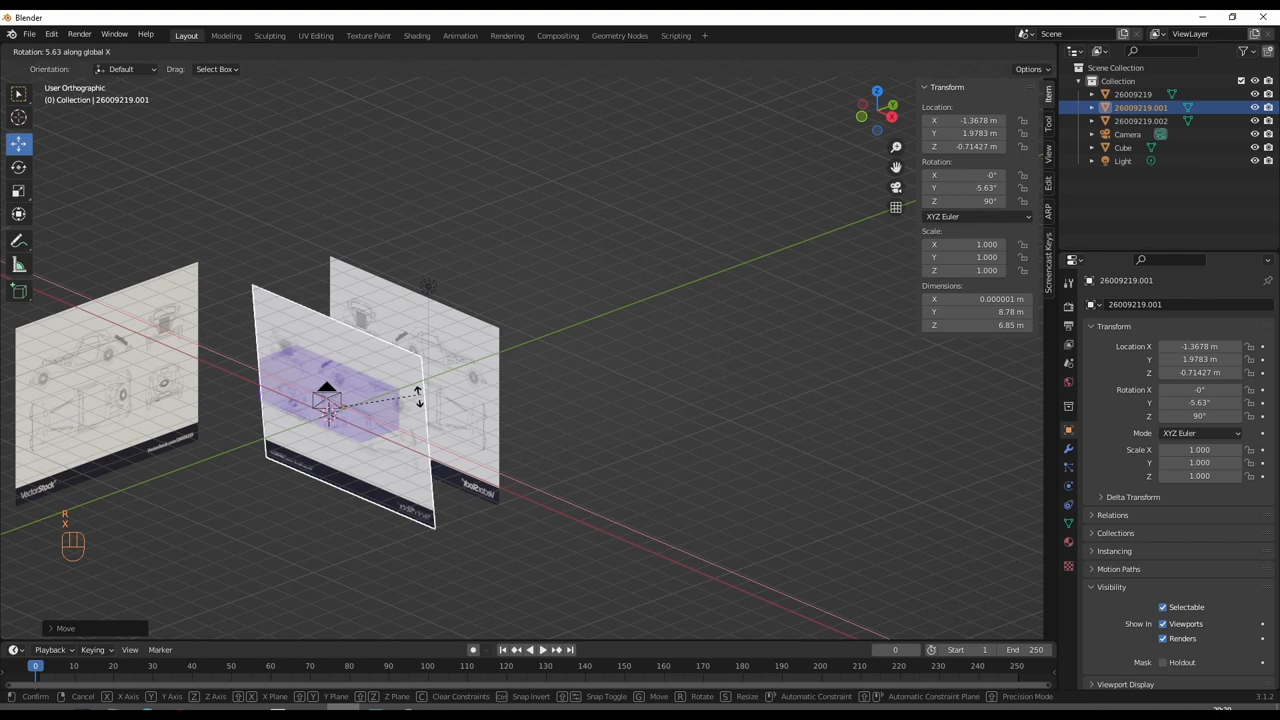 Blender
File Edit Render Window Help
Layout Modeling Sculpting UV Editing Texture Paint Shading Animation Rendering Compositing Geometry Nodes Scripting +
Scene
ViewLayer
Rotation: 5.63 along global X
Orientation: Default Drag: Select Box Options
User Orthographic
(0) Collection | 26009219.001
Z
Y
X
Transform
Location:
X -1.3678 m
Y 1.9783 m
Z -0.71427 m
Rotation:
X -0°
Y -5.63°
Z 90°
XYZ Euler
Scale:
X 1.000
Y 1.000
Z 1.000
Dimensions:
X 0.000001 m
Y 8.78 m
Z 6.85 m
Item
Tool
View
Edit
ARP
Screencast Keys
Scene Collection
Collection
26009219
26009219.001
26009219.002
Camera
Cube
Light
26009219.001
26009219.001
Transform
Location X -1.3678 m
Y 1.9783 m
Z -0.71427 m
Rotation X -0°
Y -5.63°
Z 90°
Mode XYZ Euler
Scale X 1.000
Y 1.000
Z 1.000
Delta Transform
Relations
Collections
Instancing
Motion Paths
Visibility
Selectable
Show In Viewports
Renders
Mask Holdout
Viewport Display
VectorStock
VectorStock
R
X
Move
Playback Keying View Marker
0 Start 1 End 250
0 10 20 30 40 50 60 70 80 90 100 110 120 130 140 150 160 170 180 190 200 210 220 230 240 250
Confirm Cancel X X Axis Y Y Axis Z Z Axis X X Plane Y Y Plane Z Z Plane C Clear Constraints Ctrl Snap Invert Snap Toggle G Move R Rotate S Resize Automatic Constraint Automatic Constraint Plane Precision Mode
3.1.2